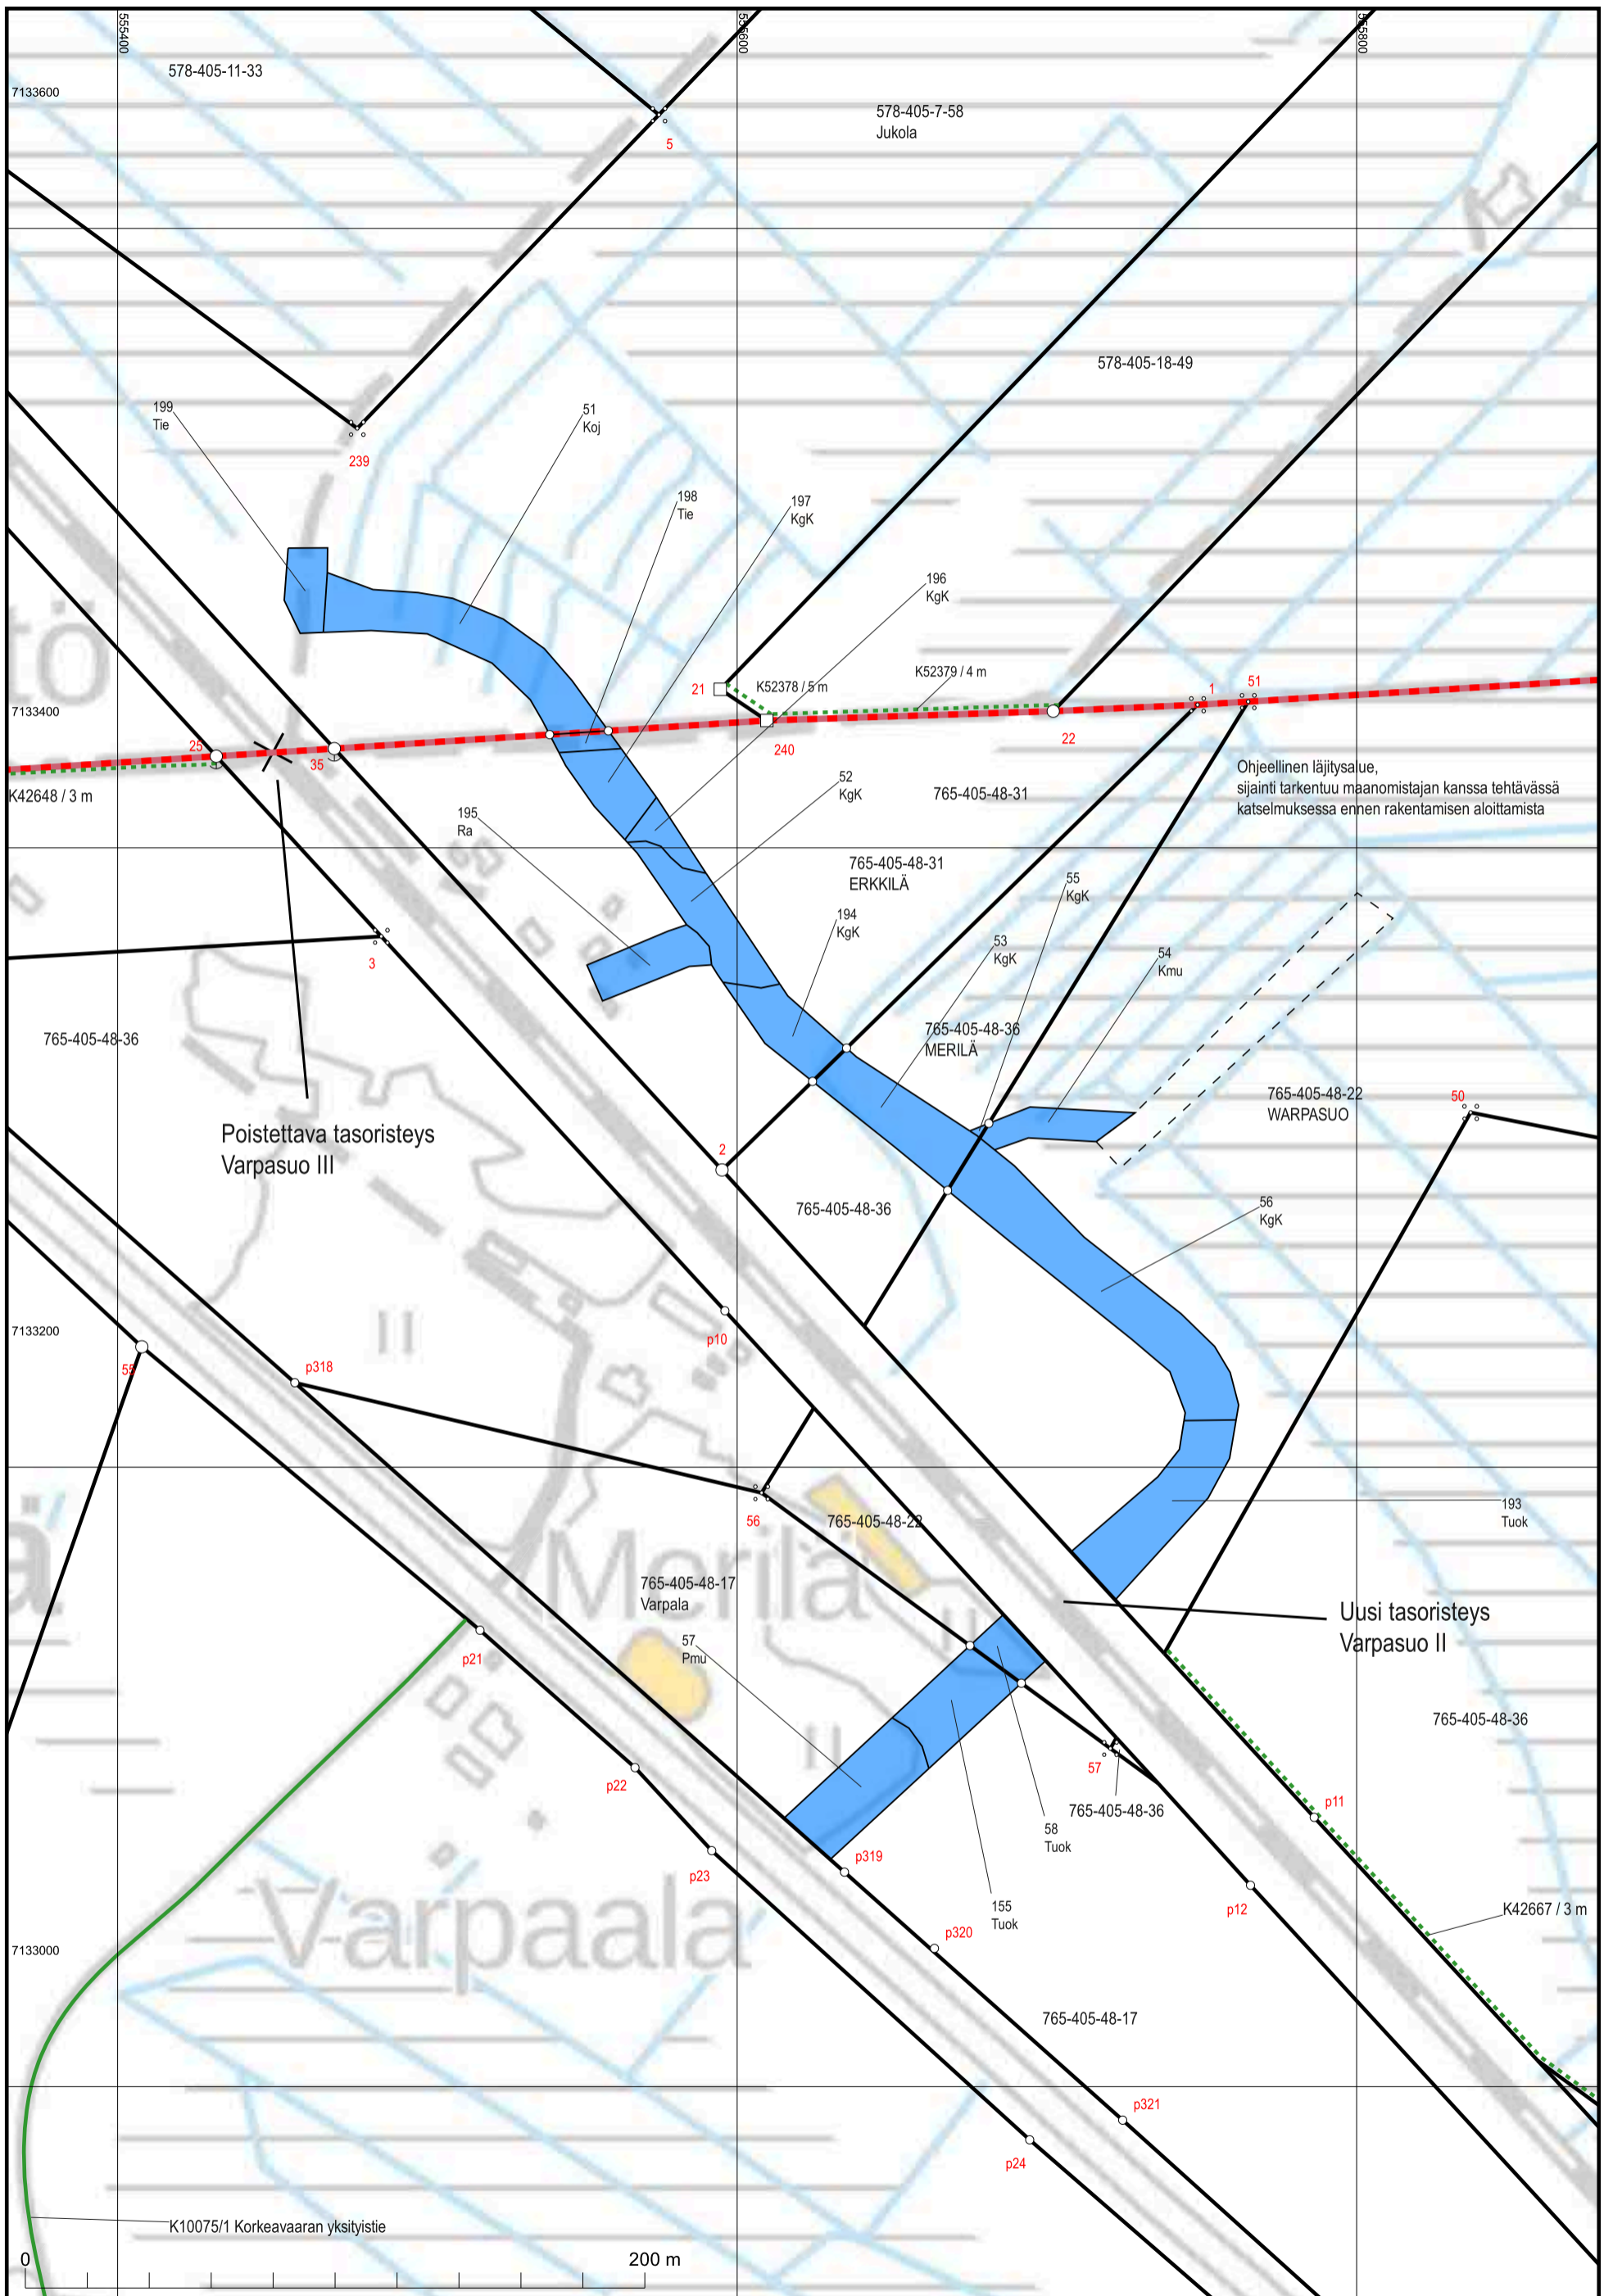 555400
555600
555800
578-405-11-33
7133600
578-405-7-58
Jukola
5
578-405-18-49
199
Tie
51
Koj
239
198
Tie
197
KgK
196
KgK
tö
K52378 / 5 m
K52379 / 4 m
21
1
51
7133400
240
22
25
35
K42648 / 3 m
Ohjeellinen läjitysalue,
sijainti tarkentuu maanomistajan kanssa tehtävässä
katselmuksessa ennen rakentamisen aloittamista
52
KgK
765-405-48-31
195
Ra
765-405-48-31
ERKKILÄ
55
KgK
194
KgK
53
KgK
54
Kmu
3
765-405-48-36
765-405-48-36
MERILÄ
765-405-48-22
WARPASUO
50
Poistettava tasoristeys
Varpasuo III
2
765-405-48-36
56
KgK
7133200
p10
55
p318
56
765-405-48-22
193
Tuok
ä
Merilä
765-405-48-17
Varpala
Uusi tasoristeys
Varpasuo II
57
Pmu
p21
765-405-48-36
p22
57
765-405-48-36
58
Tuok
p11
p23
p319
155
Tuok
p12
K42667 / 3 m
Varpaala
p320
7133000
765-405-48-17
p321
p24
K10075/1 Korkeavaaran yksityistie
0
200 m